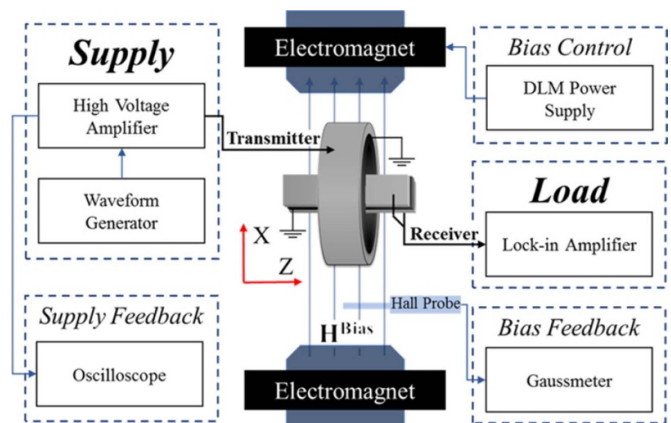 Supply
High Voltage
Amplifier
Waveform
Generator
Supply Feedback
Oscilloscope
Electromagnet
Transmitter
X
Z
Receiver
Hall Probe
H^Bias
Electromagnet
Bias Control
DLM Power
Supply
Load
Lock-in Amplifier
Bias Feedback
Gaussmeter